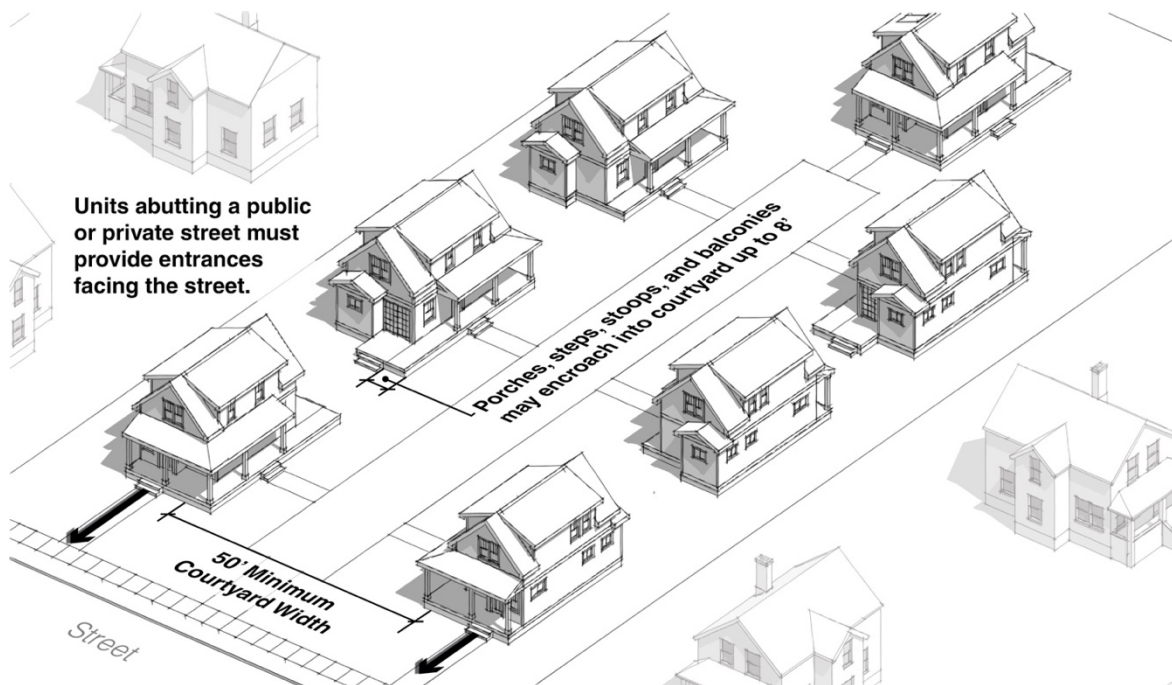 Units abutting a public
or private street must
provide entrances
facing the street.
Porches, steps, stoops, and balconies
may encroach into courtyard up to 8’
50’ Minimum
Courtyard Width
Street